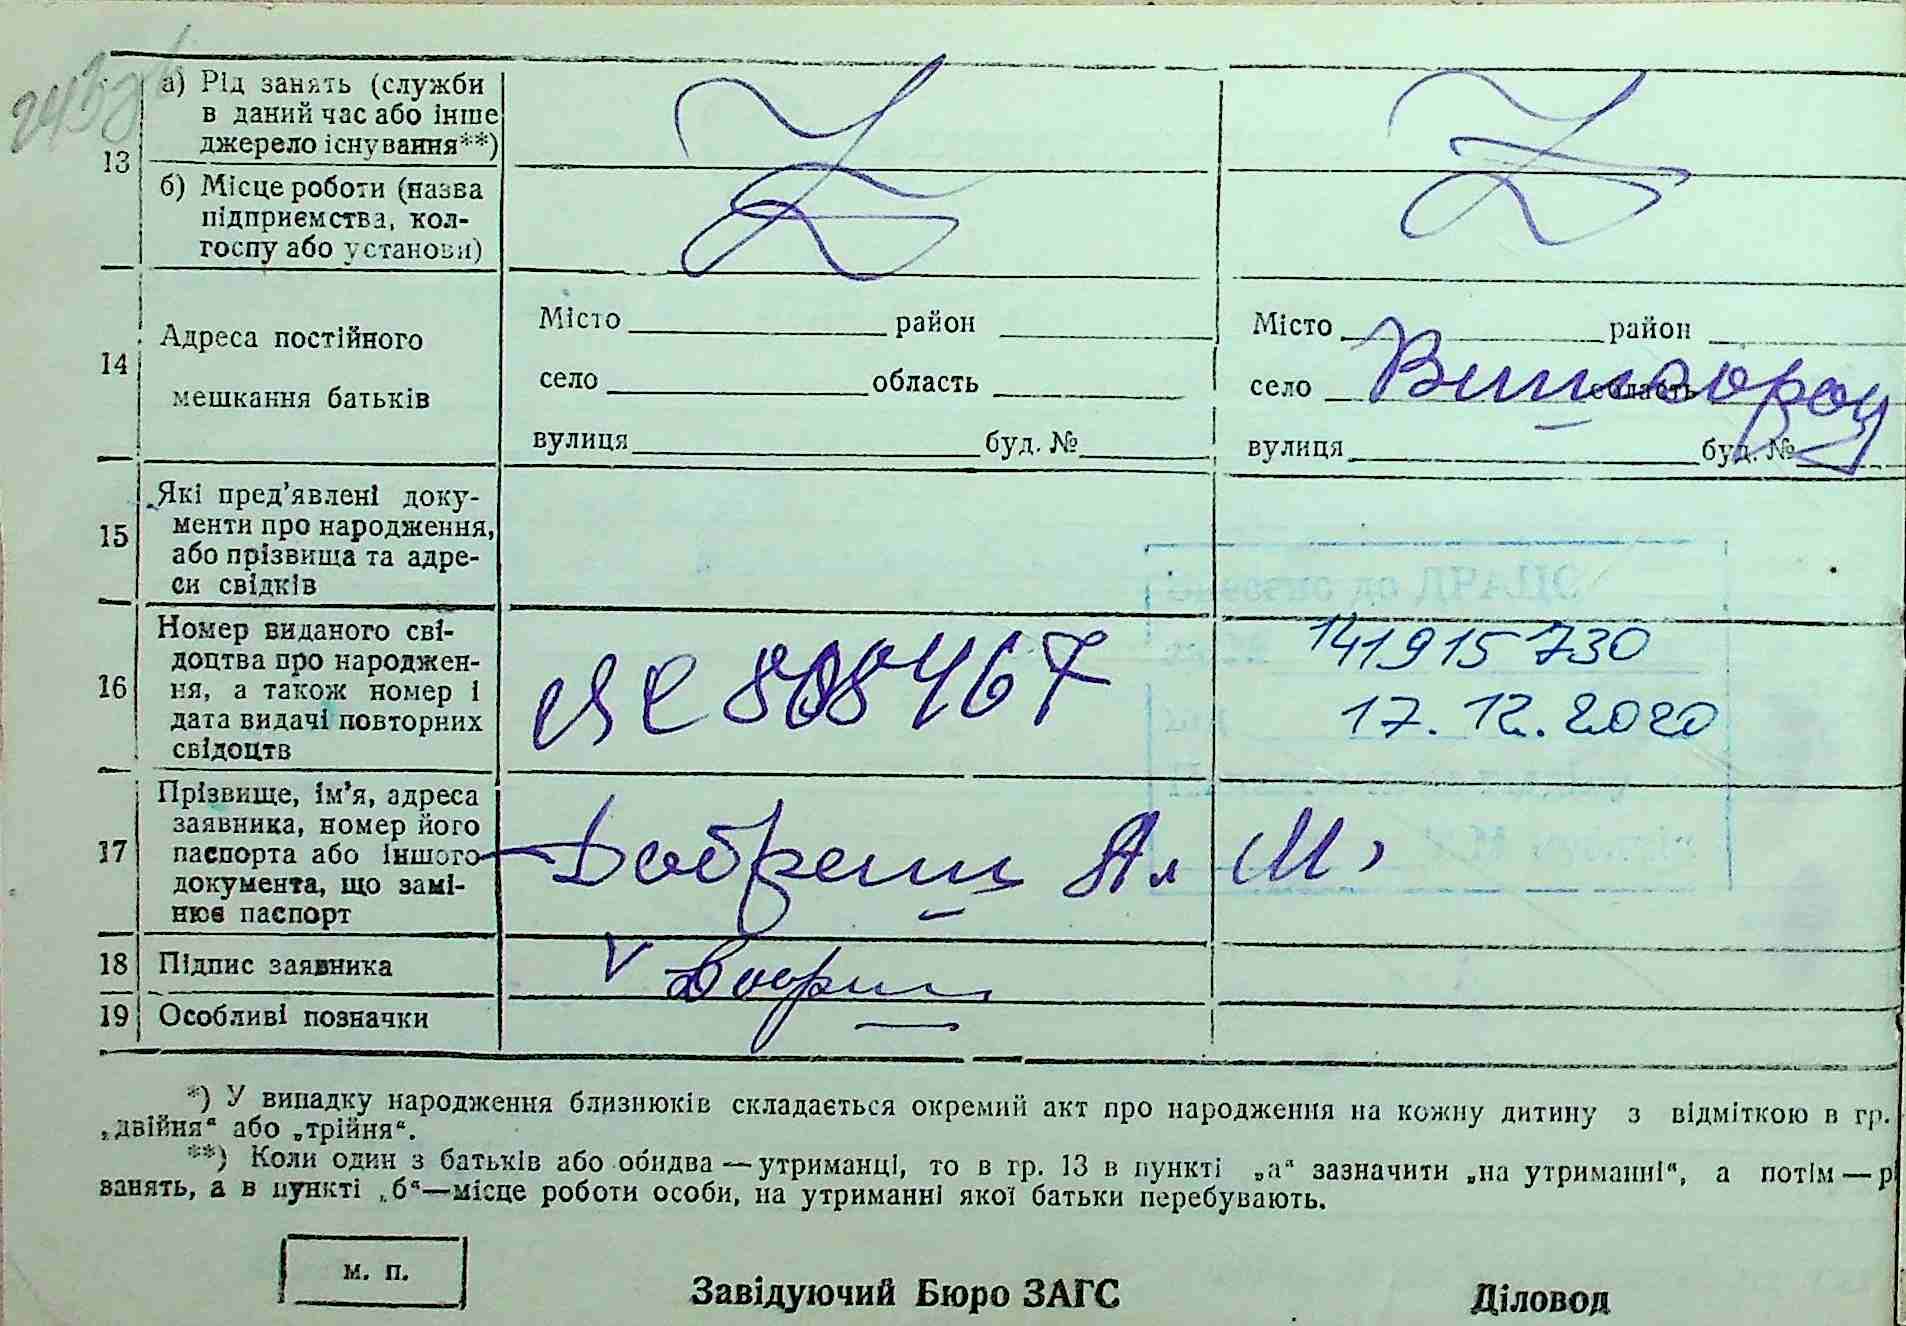 13
а) Рід занять (служби
в даний час або інше
джерело існування**)
б) Місце роботи (назва
підприємства, кол-
госпу або установи)
14
Адреса постійного
мешкання батьків
Місто район
село область
вулиця буд. №
Місто район
село область
Вишгород
вулиця буд. №
15
Які пред’явлені доку-
менти про народження,
або прізвища та адре-
си свідків
16
Номер виданого сві-
доцтва про народжен-
ня, а також номер і
дата видачі повторних
свідоцтв
ЯС 808467
141915730
17.12.2020
17
Прізвище, ім’я, адреса
заявника, номер його
паспорта або іншого
документа, що замі-
нює паспорт
Ал М,
18 Підпис заявника
V
19 Особливі позначки
*) У випадку народження близнюків складається окремий акт про народження на кожну дитину з відміткою в гр.
„двійня“ або „трійня“.
**) Коли один з батьків або обидва — утриманці, то в гр. 13 в пункті „а“ зазначити „на утриманні“, а потім — р
занять, а в пункті „б“—місце роботи особи, на утриманні якої батьки перебувають.
м. п.
Завідуючий Бюро ЗАГС
Діловод